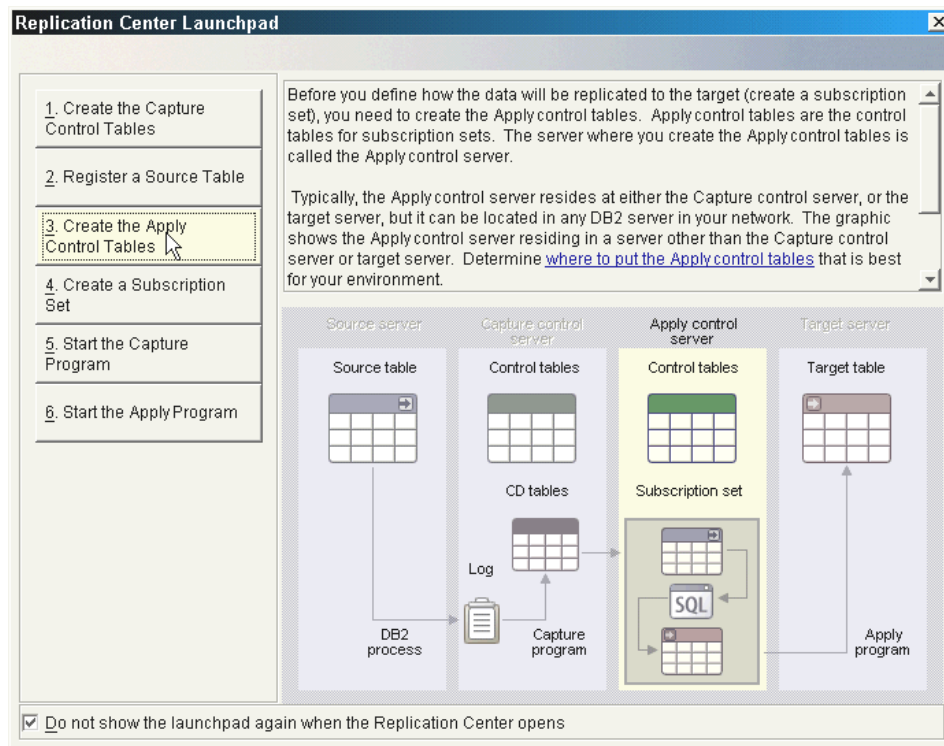 Replication Center Launchpad
1. Create the Capture
Control Tables
2. Register a Source Table
3. Create the Apply
Control Tables
4. Create a Subscription
Set
5. Start the Capture
Program
6. Start the Apply Program
Before you define how the data will be replicated to the target (create a subscription
set), you need to create the Apply control tables. Apply control tables are the control
tables for subscription sets. The server where you create the Apply control tables is
called the Apply control server.
Typically, the Apply control server resides at either the Capture control server, or the
target server, but it can be located in any DB2 server in your network. The graphic
shows the Apply control server residing in a server other than the Capture control
server or target server. Determine where to put the Apply control tables that is best
for your environment.
Source server
Capture control
server
Apply control
server
Target server
Source table
Control tables
Control tables
Target table
CD tables
Subscription set
Log
SQL
DB2
process
Capture
program
Apply
program
Do not show the launchpad again when the Replication Center opens